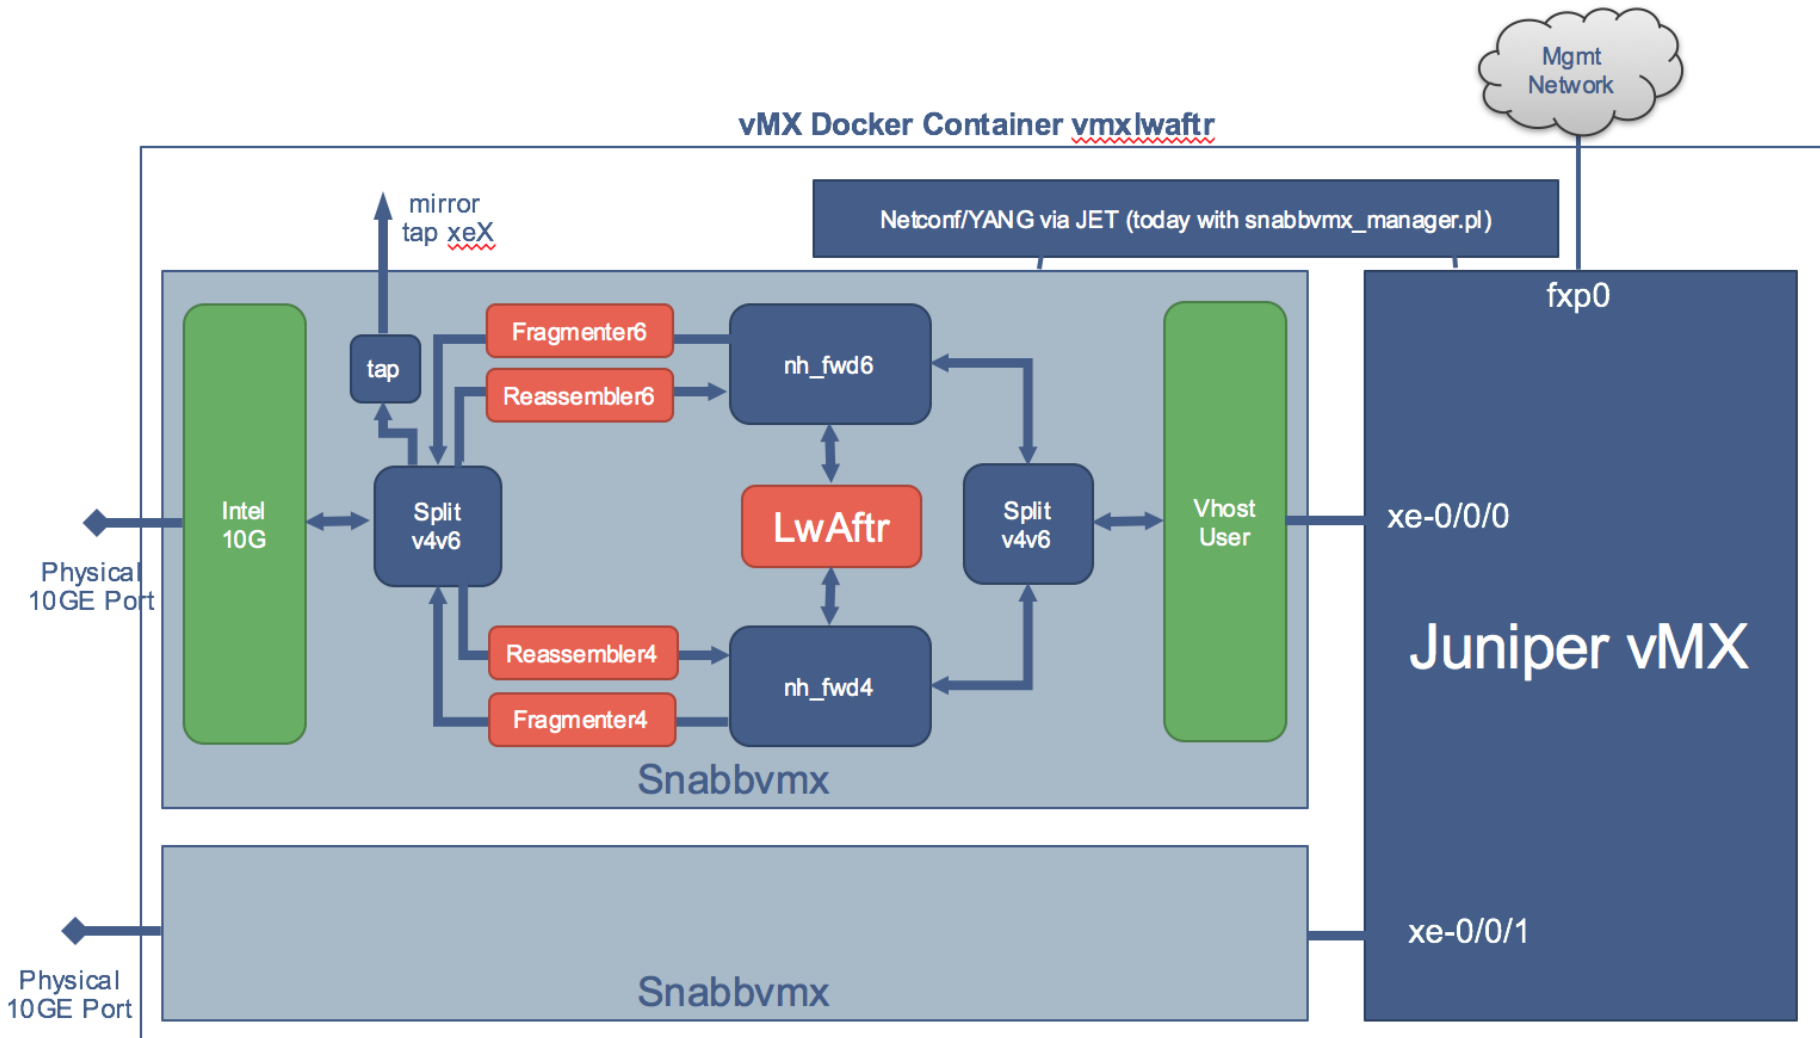 Mgmt
Network
vMX Docker Container vmxlwaftr
mirror
tap xeX
Netconf/YANG via JET (today with snabbvmx_manager.pl)
fxp0
Fragmenter6
tap
nh_fwd6
Reassembler6
Intel
10G
Split
v4v6
LwAftr
Split
v4v6
Vhost
User
xe-0/0/0
Physical
10GE Port
Juniper vMX
Reassembler4
nh_fwd4
Fragmenter4
Snabbvmx
xe-0/0/1
Physical
10GE Port
Snabbvmx